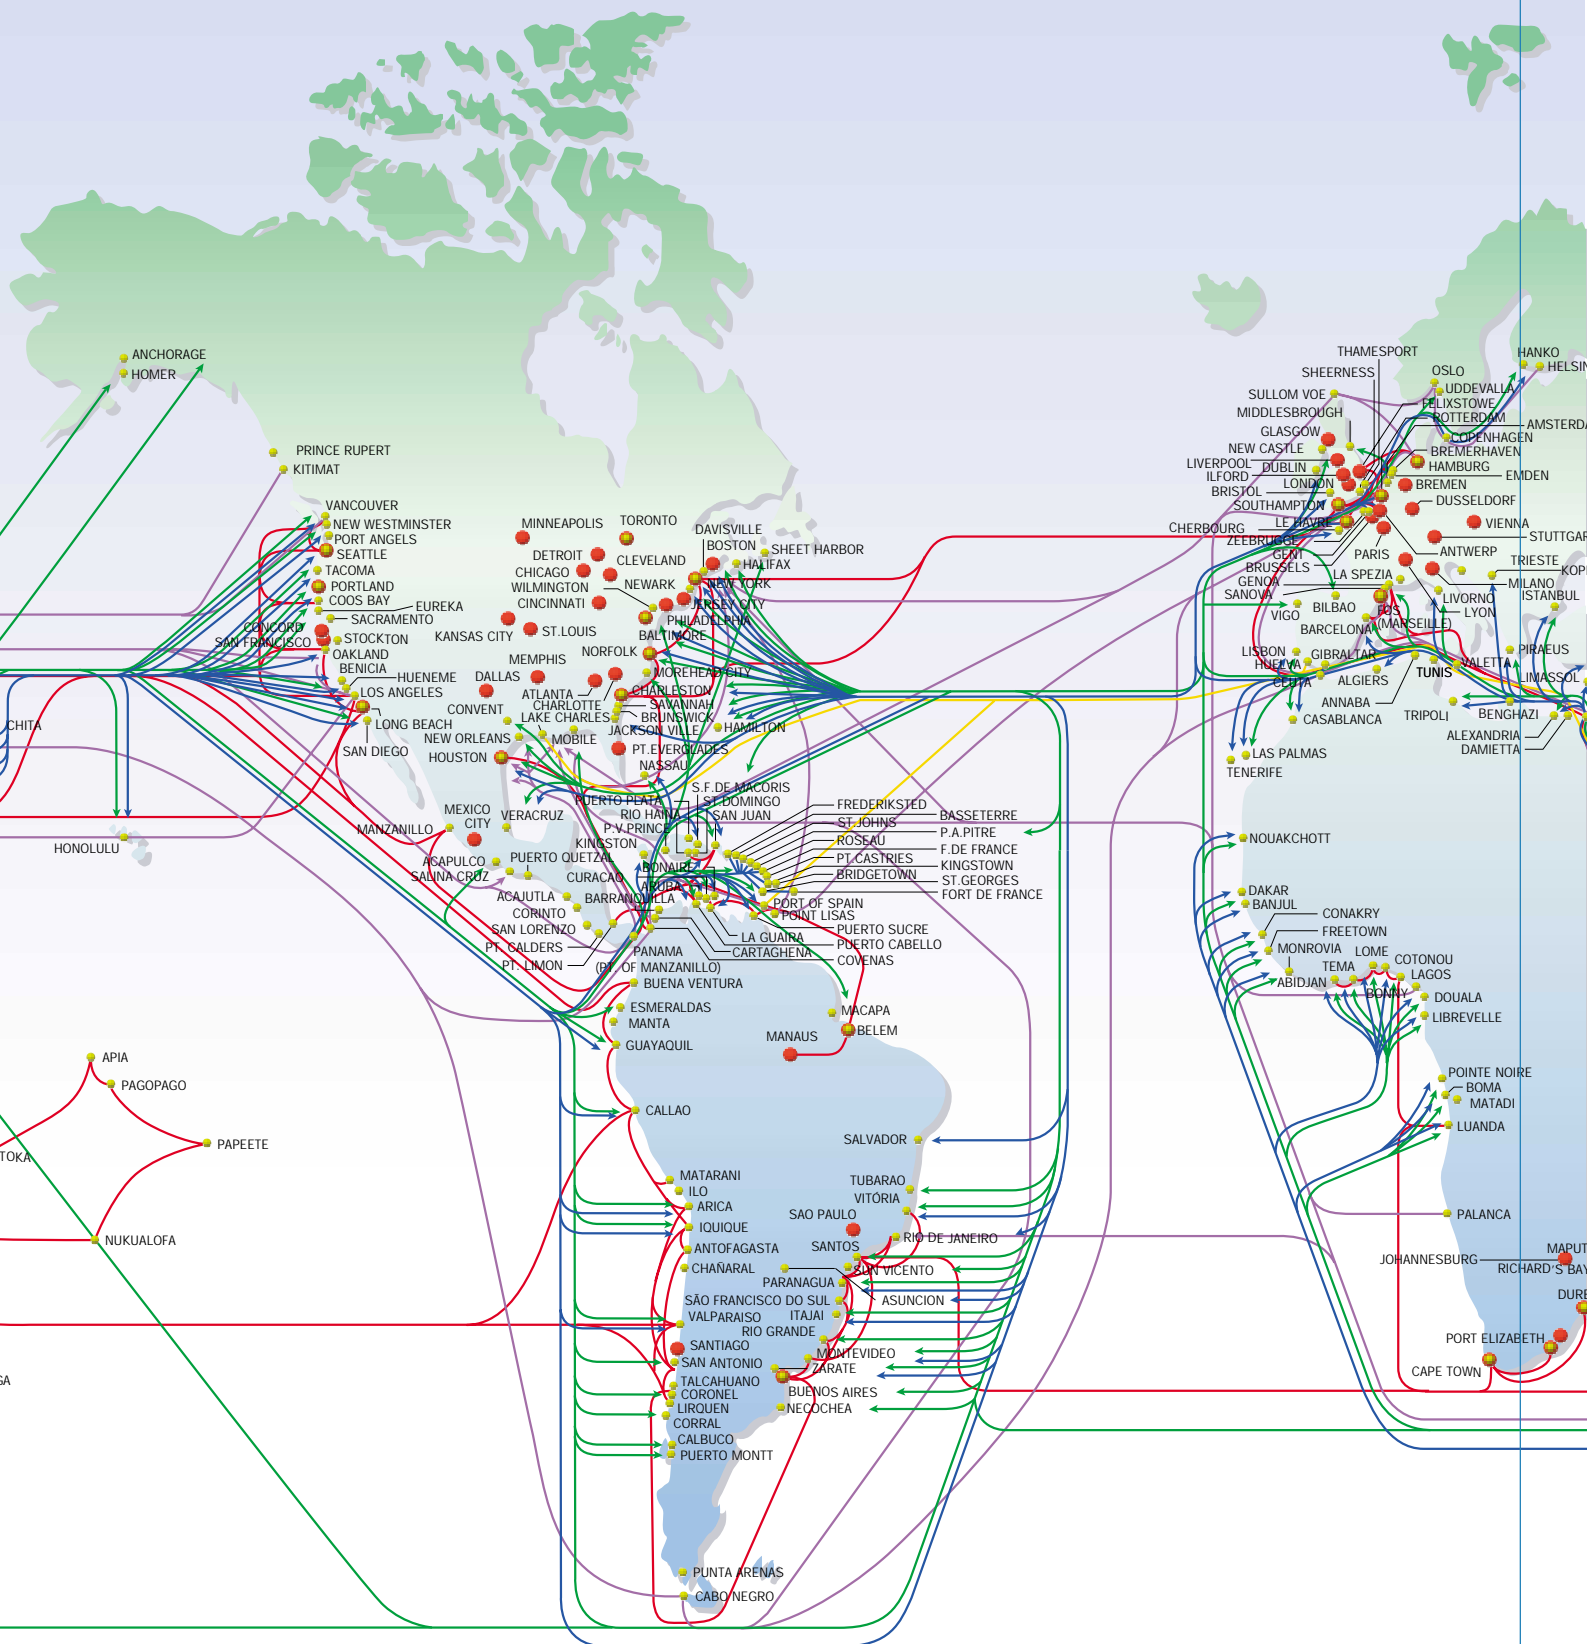 ANCHORAGE
HOMER
PRINCE RUPERT
KITIMAT
VANCOUVER
NEW WESTMINSTER
PORT ANGELS
SEATTLE
TACOMA
PORTLAND
COOS BAY
EUREKA
SACRAMENTO
CONCORD
SAN FRANCISCO
STOCKTON
OAKLAND
BENICIA
HUENEME
LOS ANGELES
LONG BEACH
SAN DIEGO
CHITA
HONOLULU
MINNEAPOLIS
TORONTO
DETROIT
CLEVELAND
CHICAGO
WILMINGTON
NEWARK
CINCINNATI
KANSAS CITY
ST.LOUIS
MEMPHIS
DALLAS
ATLANTA
CHARLOTTE
CONVENT
LAKE CHARLES
NEW ORLEANS
MOBILE
HOUSTON
DAVISVILLE
BOSTON
SHEET HARBOR
HALIFAX
NEW YORK
JERSEY CITY
PHILADELPHIA
BALTIMORE
NORFOLK
MOREHEAD CITY
CHARLESTON
SAVANNAH
BRUNSWICK
JACKSON VILLE
HAMILTON
PT.EVERGLADES
NASSAU
MEXICO
CITY
VERACRUZ
MANZANILLO
ACAPULCO
SALINA CRUZ
PUERTO QUETZAL
ACAJUTLA
CORINTO
SAN LORENZO
PT. CALDERS
PT. LIMON
BARRANQUILLA
CURACAO
ARUBA
BONAIRE
KINGSTON
P.V.PRINCE
RIO HAINA
PUERTO PLATA
S.F.DE MACORIS
ST.DOMINGO
SAN JUAN
FREDERIKSTED
BASSETERRE
ST.JOHNS
P.A.PITRE
ROSEAU
F.DE FRANCE
PT.CASTRIES
KINGSTOWN
BRIDGETOWN
ST.GEORGES
FORT DE FRANCE
PORT OF SPAIN
POINT LISAS
PUERTO SUCRE
LA GUAIRA
PUERTO CABELLO
CARTAGHENA
COVENAS
PANAMA
(PT. OF MANZANILLO)
BUENA VENTURA
ESMERALDAS
MANTA
GUAYAQUIL
MACAPA
BELEM
MANAUS
CALLAO
SALVADOR
MATARANI
ILO
ARICA
IQUIQUE
ANTOFAGASTA
CHAÑARAL
TUBARAO
VITÓRIA
SAO PAULO
RIO DE JANEIRO
SANTOS
SUN VICENTO
PARANAGUA
ASUNCION
SÃO FRANCISCO DO SUL
ITAJAI
VALPARAISO
RIO GRANDE
SANTIAGO
MONTEVIDEO
SAN ANTONIO
ZARATE
TALCAHUANO
BUENOS AIRES
CORONEL
LIRQUEN
NECOCHEA
CORRAL
CALBUCO
PUERTO MONTT
PUNTA ARENAS
CABO NEGRO
APIA
PAGOPAGO
PAPEETE
TOKA
NUKUALOFA
GA
THAMESPORT
SHEERNESS
SULLOM VOE
MIDDLESBROUGH
GLASGOW
NEW CASTLE
LIVERPOOL
DUBLIN
ILFORD
LONDON
BRISTOL
SOUTHAMPTON
CHERBOURG
LE HAVRE
ZEEBRUGGE
GENT
BRUSSELS
PARIS
HANKO
HELSIN
OSLO
UDDEVALLA
FELIXSTOWE
ROTTERDAM
AMSTERDA
COPENHAGEN
BREMERHAVEN
HAMBURG
EMDEN
BREMEN
DUSSELDORF
VIENNA
STUTTGAR
ANTWERP
TRIESTE
KOP
MILANO
ISTANBUL
LA SPEZIA
GENOA
SANOVA
LIVORNO
LYON
FOS
(MARSEILLE)
BILBAO
VIGO
BARCELONA
LISBON
HUELVA
GIBRALTAR
CEUTA
ALGIERS
TUNIS
VALETTA
PIRAEUS
LIMASSOL
ANNABA
TRIPOLI
BENGHAZI
ALEXANDRIA
DAMIETTA
CASABLANCA
LAS PALMAS
TENERIFE
NOUAKCHOTT
DAKAR
BANJUL
CONAKRY
FREETOWN
MONROVIA
LOME
COTONOU
TEMA
LAGOS
ABIDJAN
BONNY
DOUALA
LIBREVELLE
POINTE NOIRE
BOMA
MATADI
LUANDA
PALANCA
JOHANNESBURG
MAPUT
RICHARD'S BAY
DURB
PORT ELIZABETH
CAPE TOWN